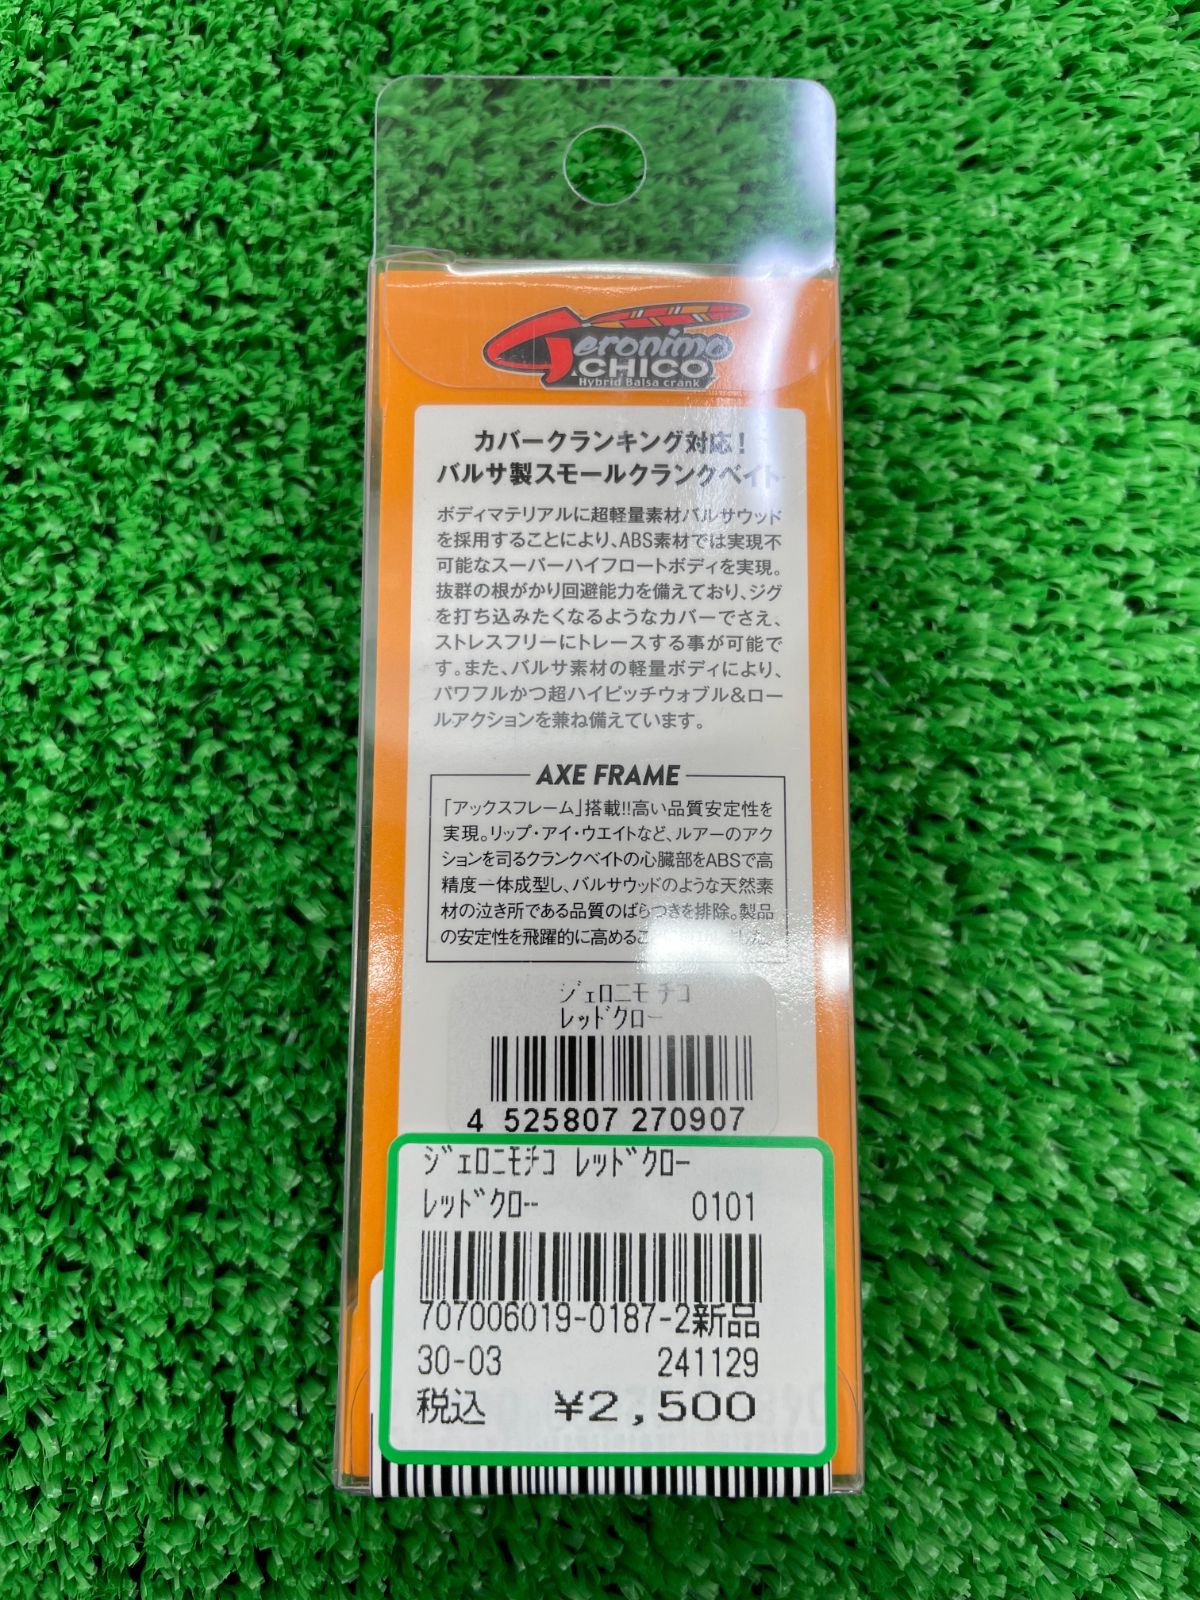 Geronimo
CHICO
Hybrid Balsa crank
カバークランキング対応!
バルサ製スモールクランクベイト
ボディマテリアルに超軽量素材バルサウッド
を採用することにより、ABS素材では実現不
可能なスーパーハイフロートボディを実現。
抜群の根がかり回避能力を備えており、ジグ
を打ち込みたくなるようなカバーでさえ、
ストレスフリーにトレースする事が可能で
す。また、バルサ素材の軽量ボディにより、
パワフルかつ超ハイピッチウォブル&ロー
ルアクションを兼ね備えています。
AXE FRAME
「アックスフレーム」搭載!!高い品質安定性を
実現。リップ・アイ・ウエイトなど、ルアーのアク
ションを司るクランクベイトの心臓部をABSで高
精度一体成型し、バルサウッドのような天然素
材の泣き所である品質のばらつきを排除。製品
の安定性を飛躍的に高めるこ
ジェロニモ チコ
レッドクロー
4 525807 270907
ジェロニモチコ レッドクロー
レッドクロー 0101
707006019-0187-2新品
30-03 241129
税込 ¥2,500